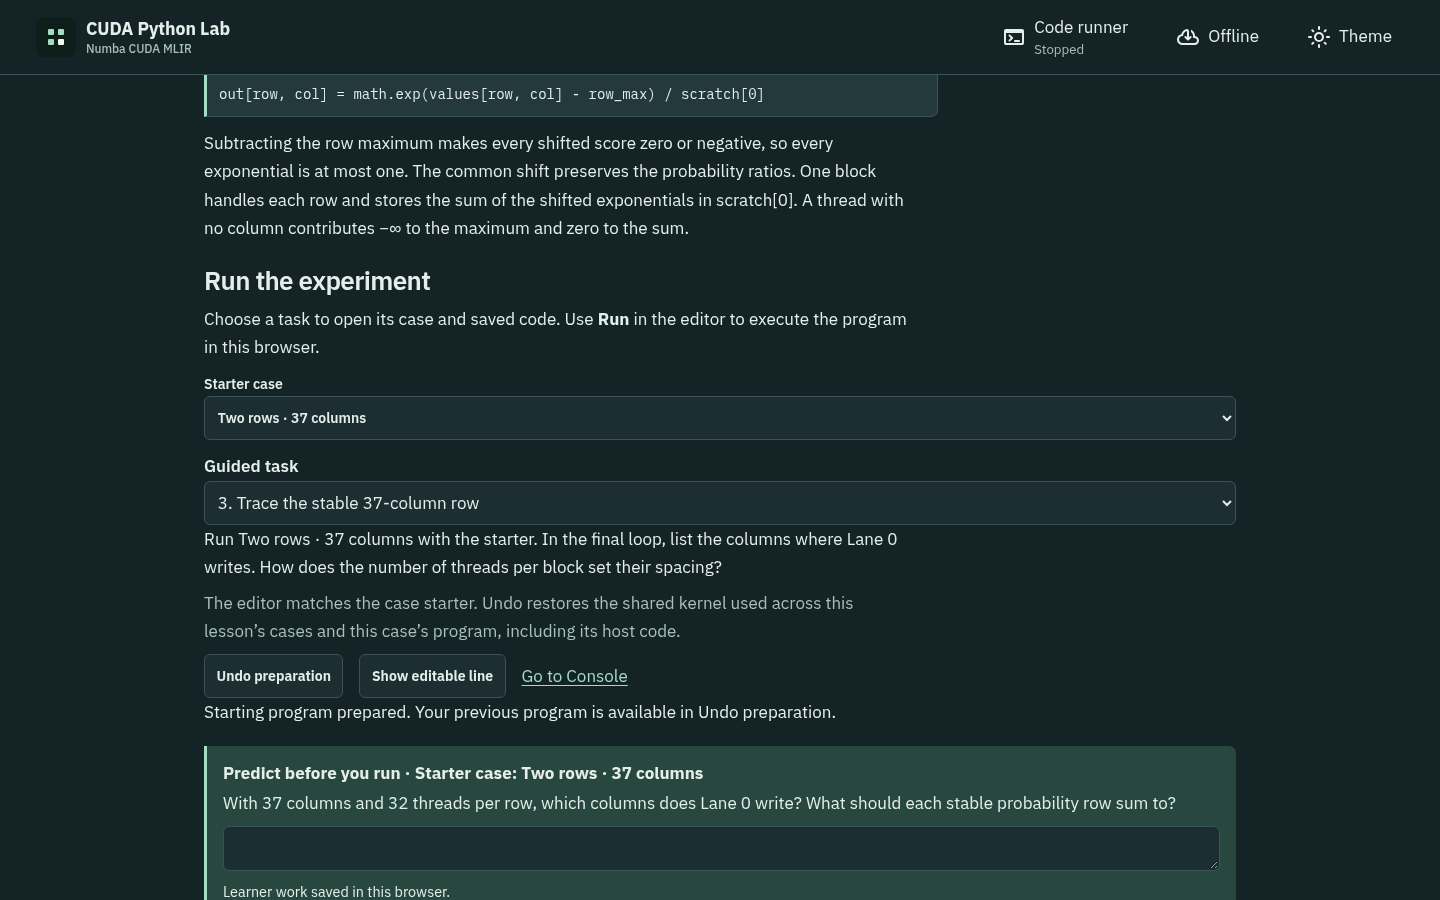 CUDA Python Lab
Numba CUDA MLIR
Code runner
Stopped
Offline
Theme
out[row, col] = math.exp(values[row, col] - row_max) / scratch[0]
Subtracting the row maximum makes every shifted score zero or negative, so every
exponential is at most one. The common shift preserves the probability ratios. One block
handles each row and stores the sum of the shifted exponentials in scratch[0]. A thread with
no column contributes −∞ to the maximum and zero to the sum.
Run the experiment
Choose a task to open its case and saved code. Use Run in the editor to execute the program
in this browser.
Starter case
Two rows · 37 columns
Guided task
3. Trace the stable 37-column row
Run Two rows · 37 columns with the starter. In the final loop, list the columns where Lane 0
writes. How does the number of threads per block set their spacing?
The editor matches the case starter. Undo restores the shared kernel used across this
lesson’s cases and this case’s program, including its host code.
Undo preparation
Show editable line
Go to Console
Starting program prepared. Your previous program is available in Undo preparation.
Predict before you run · Starter case: Two rows · 37 columns
With 37 columns and 32 threads per row, which columns does Lane 0 write? What should each stable probability row sum to?
Learner work saved in this browser.